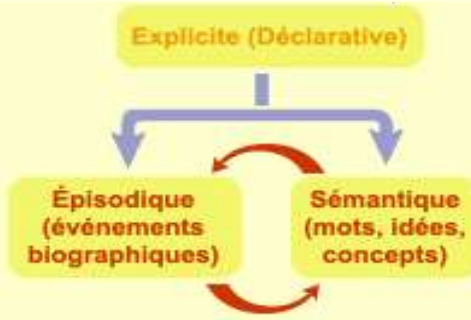 Explicite (Déclarative)
Épisodique
(événements
biographiques)
Sémantique
(mots, idées,
concepts)